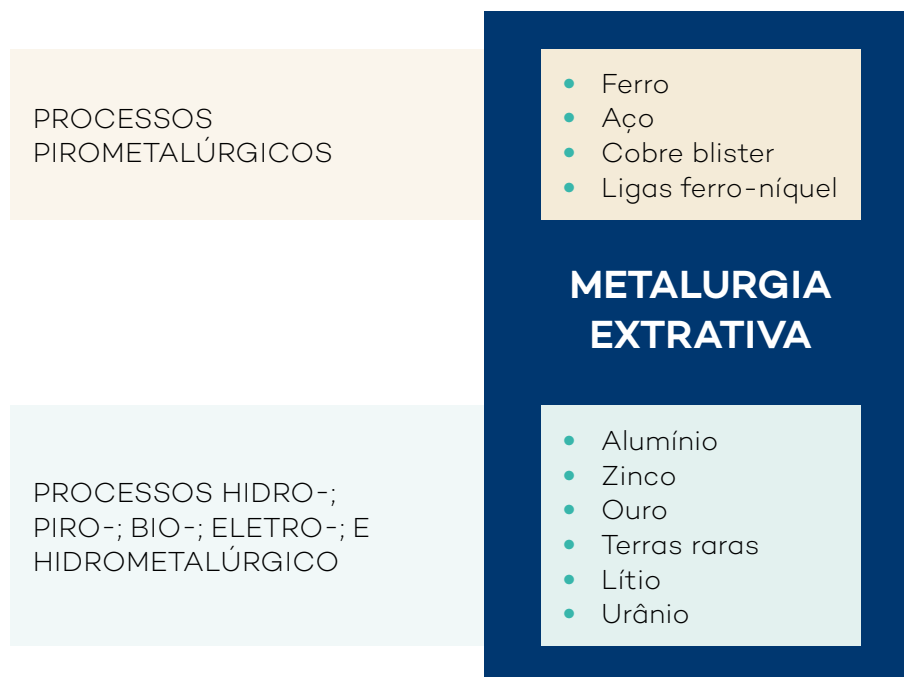 PROCESSOS
PIROMETALÚRGICOS
• Ferro
• Aço
• Cobre blister
• Ligas ferro-níquel
METALURGIA
EXTRATIVA
PROCESSOS HIDRO-;
PIRO-; BIO-; ELETRO-; E
HIDROMETALÚRGICO
• Alumínio
• Zinco
• Ouro
• Terras raras
• Lítio
• Urânio